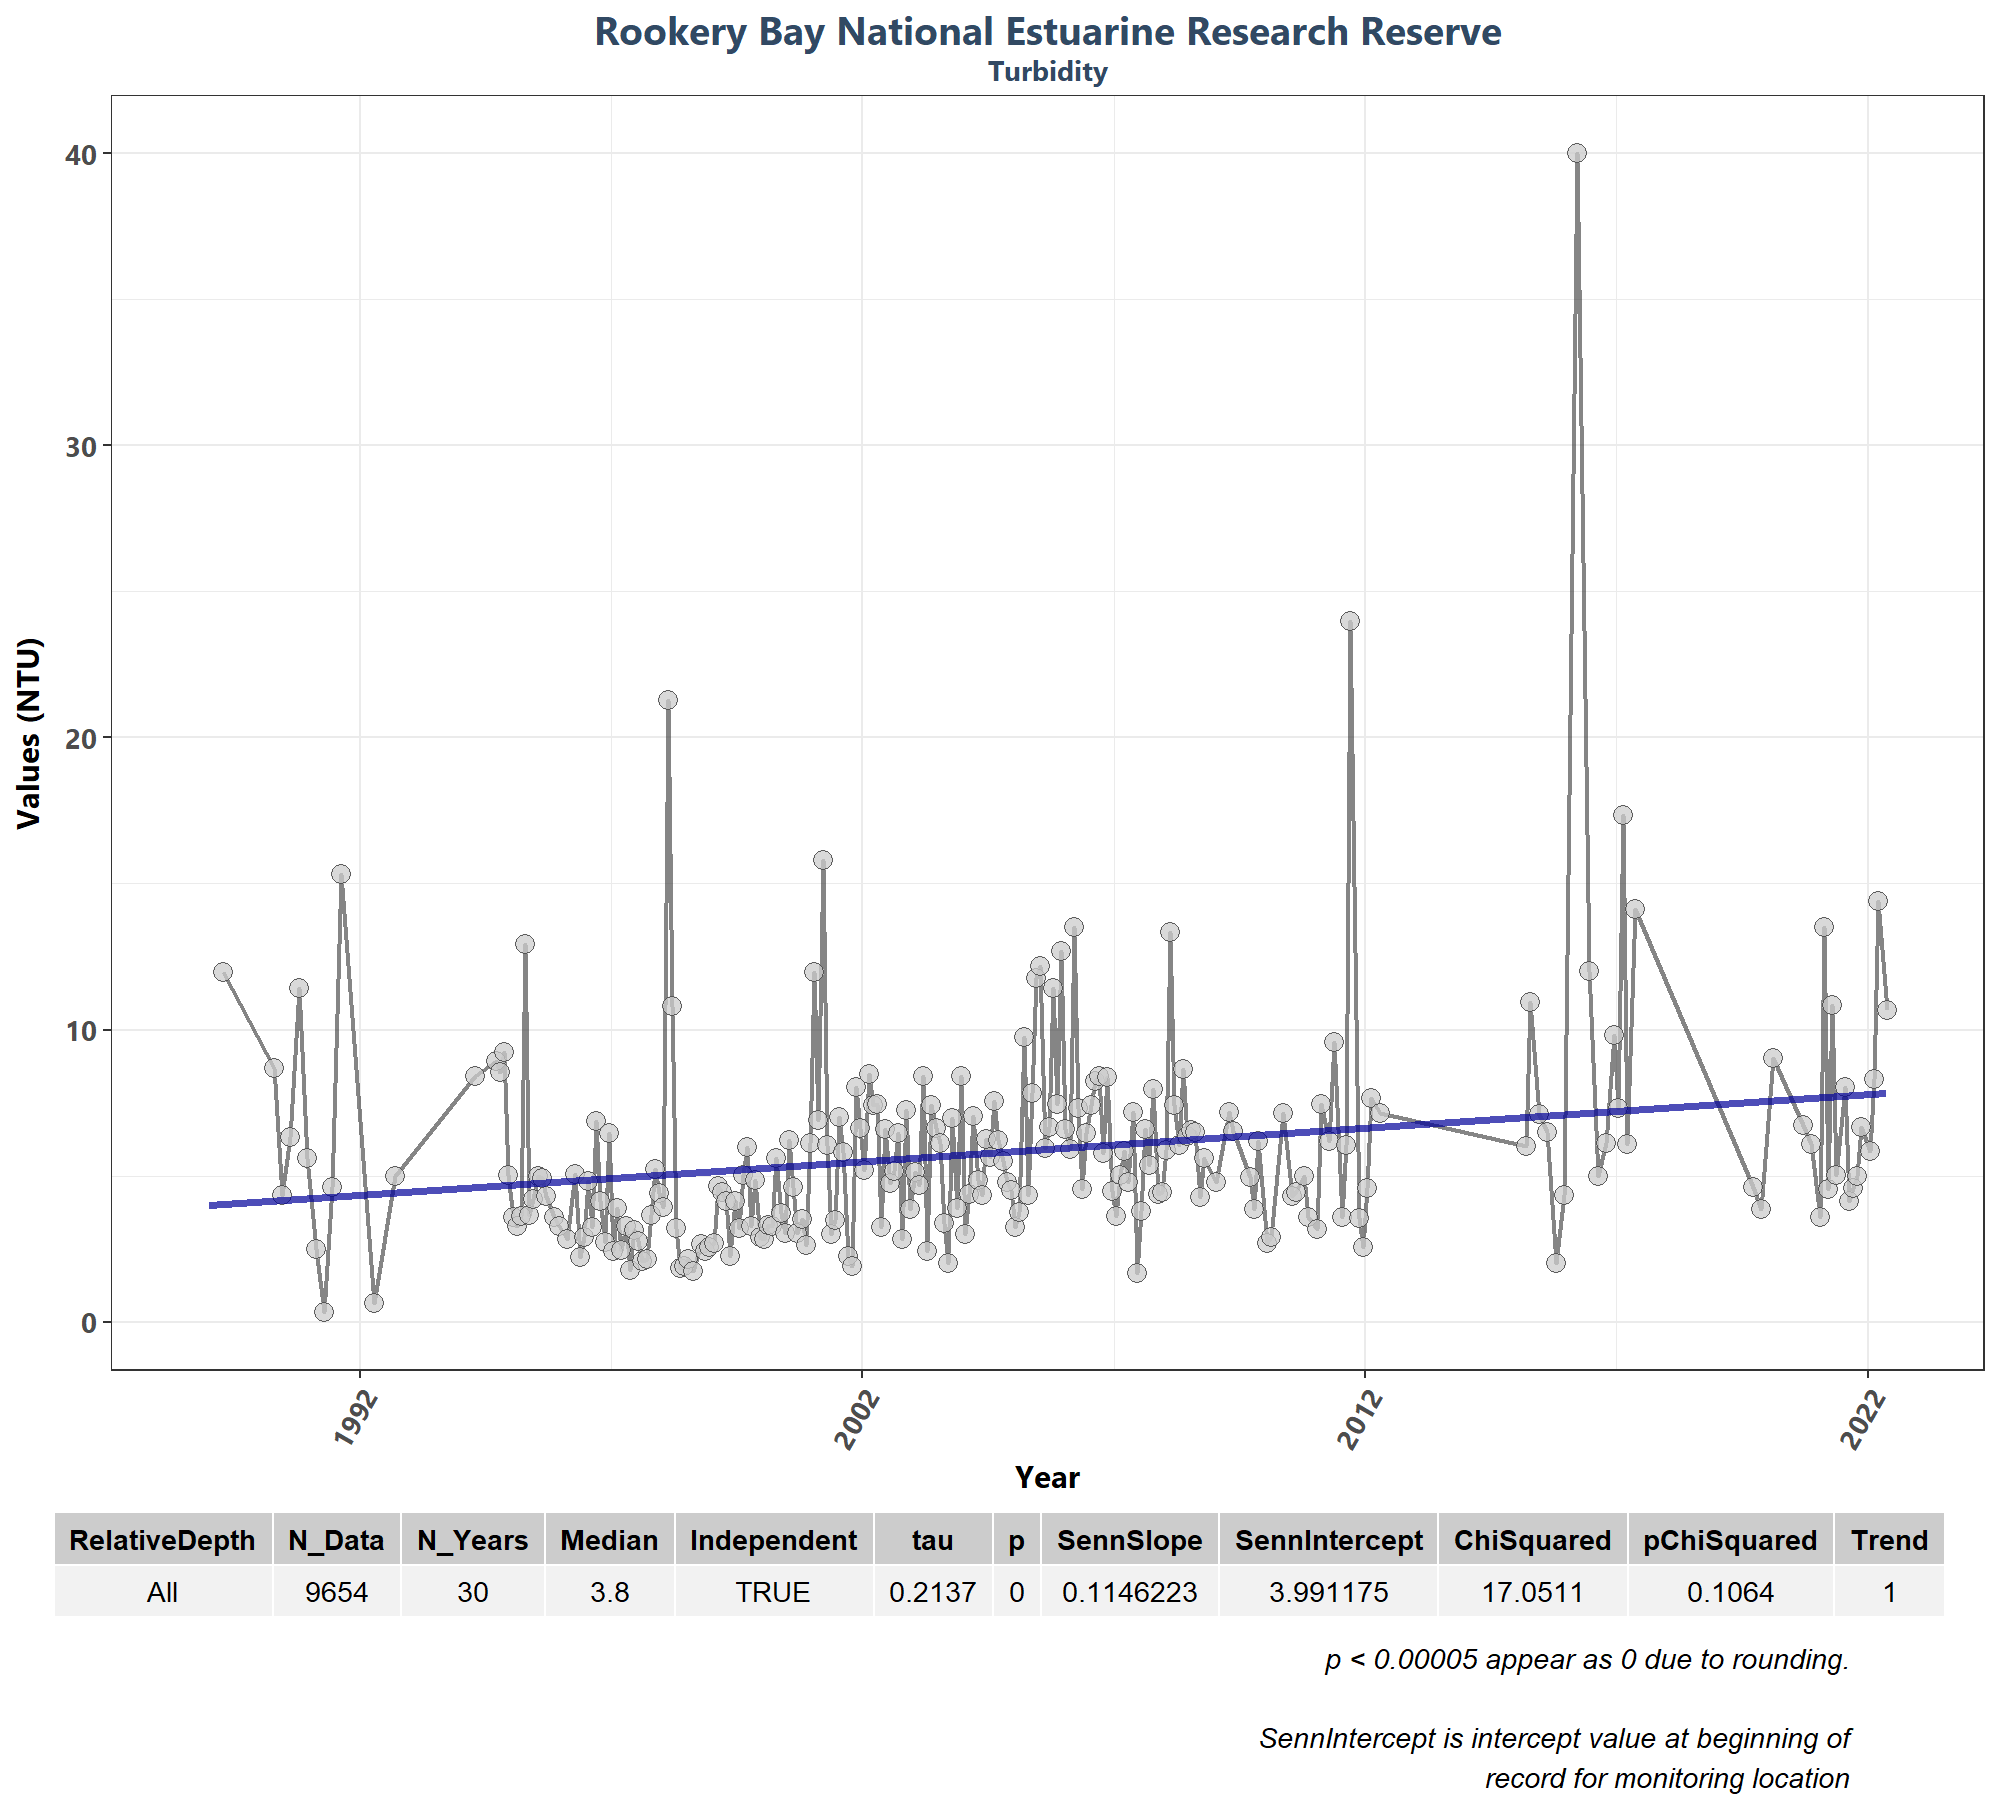 Rookery Bay National Estuarine Research Reserve
Turbidity
Values (NTU)
40
30
20
10
0
1992
2002
2012
2022
Year
RelativeDepth N_Data N_Years Median Independent tau p SennSlope SennIntercept ChiSquared pChiSquared Trend
All 9654 30 3.8 TRUE 0.2137 0 0.1146223 3.991175 17.0511 0.1064 1
p < 0.00005 appear as 0 due to rounding.
SennIntercept is intercept value at beginning of
record for monitoring location